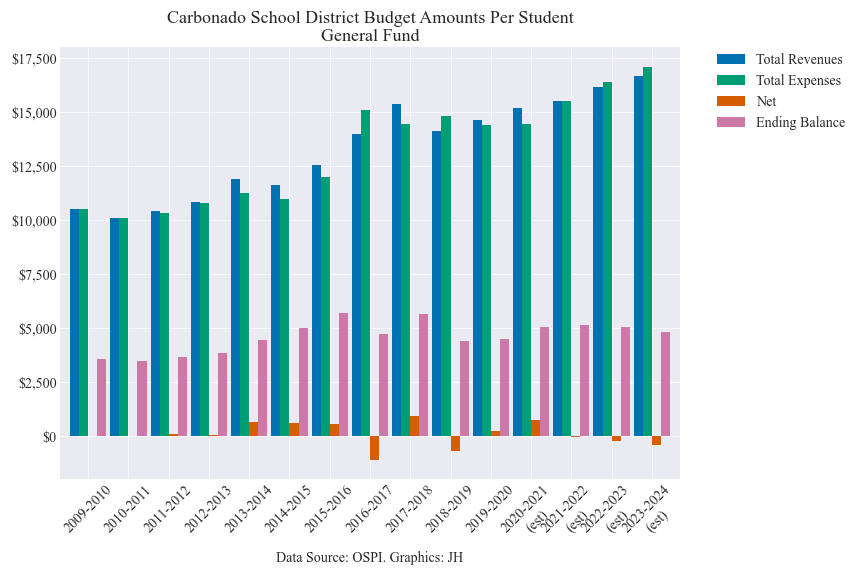 Carbonado School District Budget Amounts Per Student
General Fund
$17,500
$15,000
$12,500
$10,000
$7,500
$5,000
$2,500
$0
Total Revenues
Total Expenses
Net
Ending Balance
2009-2010
2010-2011
2011-2012
2012-2013
2013-2014
2014-2015
2015-2016
2016-2017
2017-2018
2018-2019
2019-2020
2020-2021
(est)
2021-2022
(est)
2022-2023
(est)
2023-2024
(est)
Data Source: OSPI. Graphics: JH